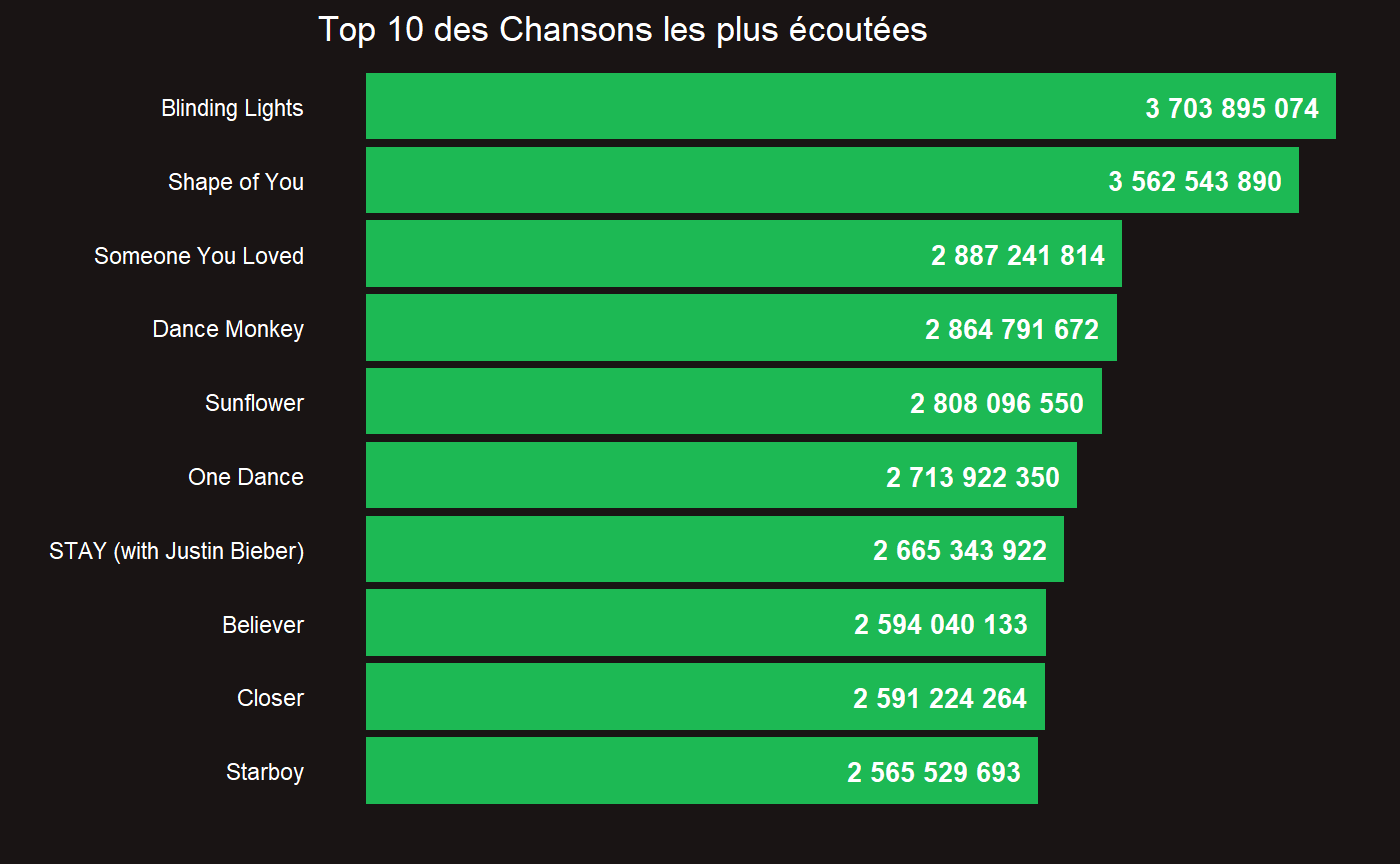 Top 10 des Chansons les plus écoutées
Blinding Lights 3 703 895 074
Shape of You 3 562 543 890
Someone You Loved 2 887 241 814
Dance Monkey 2 864 791 672
Sunflower 2 808 096 550
One Dance 2 713 922 350
STAY (with Justin Bieber) 2 665 343 922
Believer 2 594 040 133
Closer 2 591 224 264
Starboy 2 565 529 693